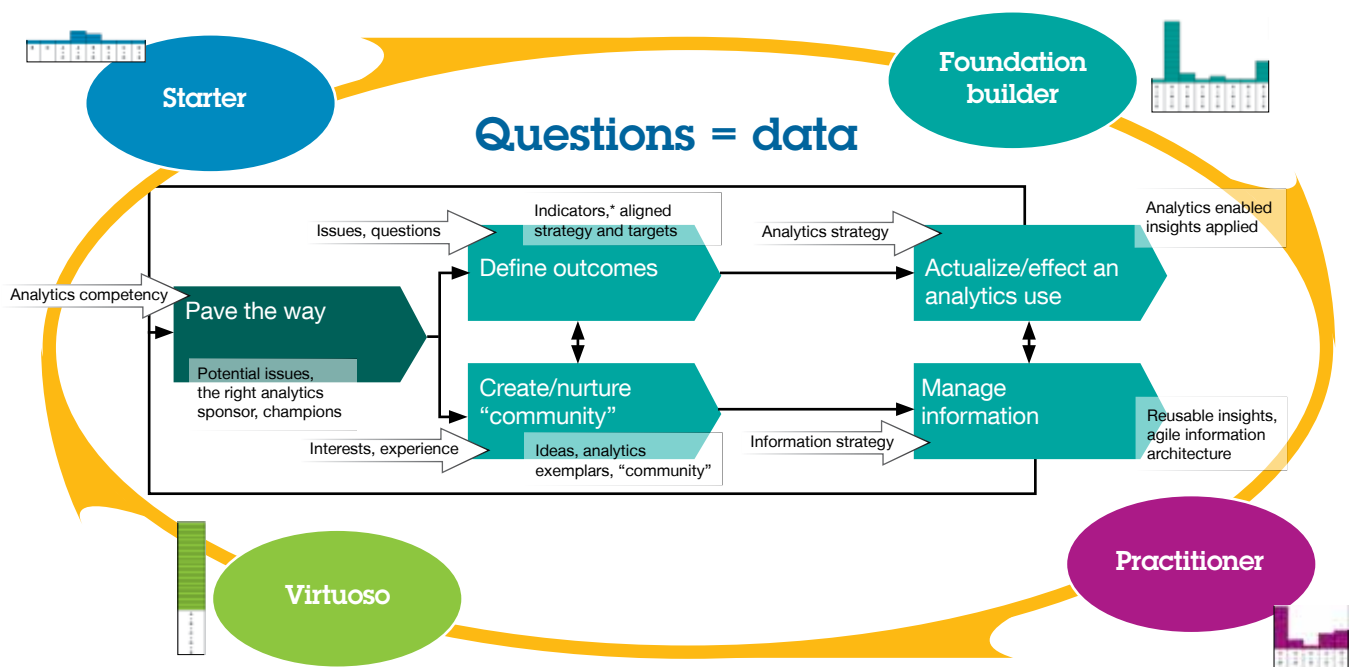 Starter
Foundation
builder
Questions = data
Issues, questions
Indicators,* aligned
strategy and targets
Define outcomes
Analytics strategy
Analytics enabled
insights applied
Actualize/effect an
analytics use
Analytics competency
Pave the way
Potential issues,
the right analytics
sponsor, champions
Create/nurture
“community”
Interests, experience
Ideas, analytics
exemplars, “community”
Manage
information
Information strategy
Reusable insights,
agile information
architecture
Virtuoso
Practitioner